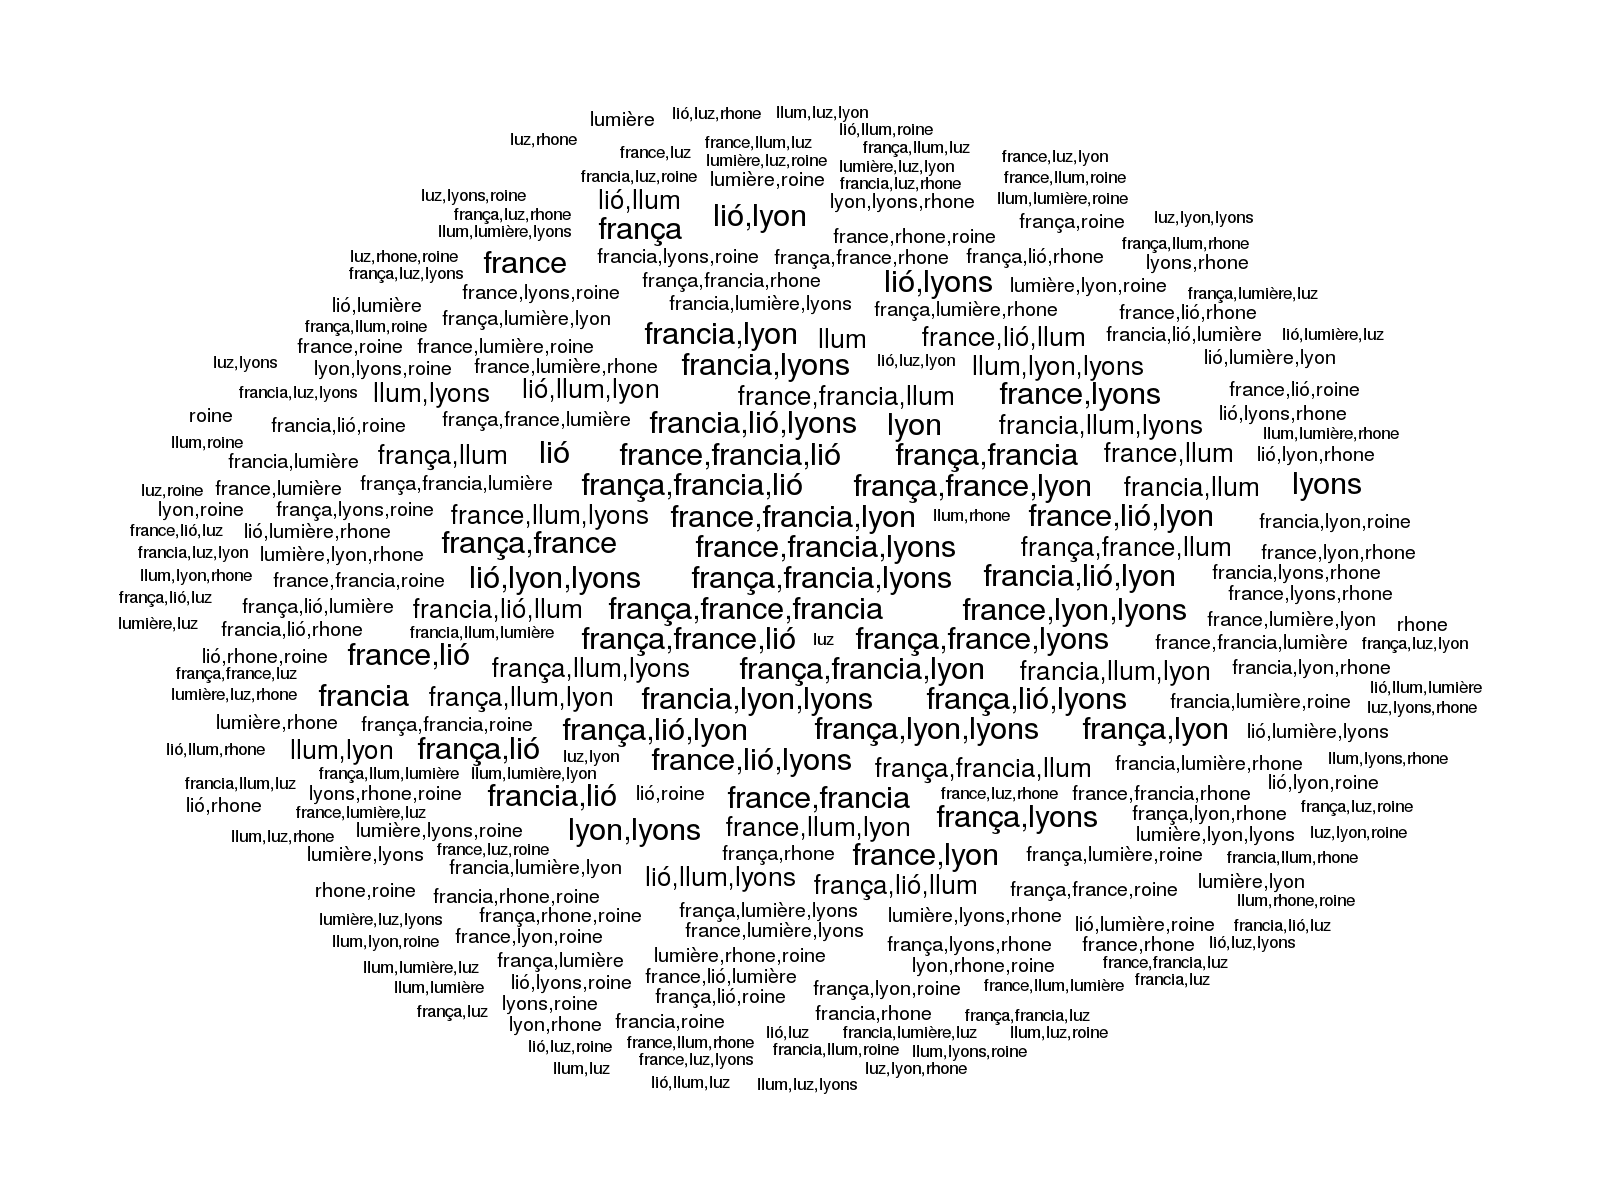 lumière lió,luz,rhone llum,luz,lyon
lió,llum,roine
luz,rhone france,llum,luz
france,luz França,llum,luz
lumière,luz,roine france,luz,lyon
lumière,luz,lyon
francia,luz,roine lumière,roine francia,luz,rhone france,llum,roine
luz,lyons,roine lió,llum lyon,lyons,rhone llum,lumière,roine
frança,luz,rhone lió,lyon luz,lyon,lyons
llum,lumière,lyons frança frança,roine
france,rhone,roine frança,llum,rhone
luz,rhone,roine france francia,lyons,roine frança,france,rhone frança,lió,rhone lyons,rhone
frança,luz,lyons frança,francia,rhone lió,lyons lumière,lyon,roine
france,lyons,roine frança,lumière,luz
lió,lumière francia,lumière,lyons frança,lumière,rhone france,lió,rhone
frança,llum,roine frança,lumière,lyon francia,lyon llum france,lió,llum francia,lió,lumière lió,lumière,luz
france,roine france,lumière,roine
luz,lyons lyon,lyons,roine france,lumière,rhone francia,lyons lió,luz,lyon llum,lyon,lyons lió,lumière,lyon
francia,luz,lyons llum,lyons lió,llum,lyon france,francia,llum france,lyons france,lió,roine
roine francia,lió,roine frança,france,lumière francia,lió,lyons lyon francia,llum,lyons lió,lyons,rhone
llum,roine llum,lumière,rhone
francia,lumière frança,llum lió france,francia,lió frança,francia france,llum lió,lyon,rhone
luz,roine france,lumière frança,francia,lumière frança,francia,lió frança,france,lyon francia,llum lyons
lyon,roine frança,lyons,roine france,llum,lyons france,francia,lyon llum,rhone france,lió,lyon francia,lyon,roine
france,lió,luz lió,lumière,rhone
francia,luz,lyon lumière,lyon,rhone frança,france france,francia,lyons frança,france,llum france,lyon,rhone
llum,lyon,rhone france,francia,roine lió,lyon,lyons frança,francia,lyons francia,lió,lyon francia,lyons,rhone
frança,lió,luz france,lyons,rhone
frança,lió,lumière francia,lió,llum frança,france,francia france,lyon,lyons france,lumière,lyon
lumière,luz francia,lió,rhone francia,llum,lumière rhone
frança,france,lió luz frança,france,lyons france,francia,lumière frança,luz,lyon
lió,rhone,roine france,lió
frança,france,luz frança,llum,lyons frança,francia,lyon francia,llum,lyon francia,lyon,rhone
lumière,luz,rhone francia frança,llum,lyon francia,lyon,lyons frança,lió,lyons francia,lumière,roine lió,llum,lumière
luz,lyons,rhone
lumière,rhone frança,francia,roine frança,lió,lyon frança,lyon,lyons frança,lyon lió,lumière,lyons
lió,llum,rhone llum,lyon frança,lió luz,lyon france,lió,lyons llum,lyons,rhone
frança,llum,lumière llum,lumière,lyon frança,francia,llum francia,lumière,rhone
francia,llum,luz lió,lyon,roine
lió,rhone lyons,rhone,roine francia,lió lió,roine france,francia france,luz,rhone france,francia,rhone frança,luz,roine
france,lumière,luz frança,lyons frança,lyon,rhone
llum,luz,rhone lumière,lyons,roine lyon,lyons france,llum,lyon lumière,lyon,lyons luz,lyon,roine
lumière,lyons france,luz,roine frança,rhone france,lyon frança,lumière,roine francia,llum,rhone
francia,lumière,lyon
rhone,roine francia,rhone,roine lió,llum,lyons frança,lió,llum frança,france,roine lumière,lyon
llum,rhone,roine
lumière,luz,lyons frança,rhone,roine frança,lumière,lyons lumière,lyons,rhone lió,lumière,roine francia,lió,luz
llum,lyon,roine france,lyon,roine france,lumière,lyons
frança,lyons,rhone france,rhone lió,luz,lyons
llum,lumière,luz frança,lumière lumière,rhone,roine lyon,rhone,roine france,francia,luz
llum,lumière lió,lyons,roine france,lió,lumière frança,lyon,roine france,llum,lumière francia,luz
frança,luz lyons,roine frança,lió,roine
lyon,rhone francia,roine francia,rhone frança,francia,luz
lió,luz francia,lumière,luz llum,luz,roine
lió,luz,roine france,llum,rhone francia,llum,roine llum,lyons,roine
llum,luz france,luz,lyons luz,lyon,rhone
lió,llum,luz llum,luz,lyons